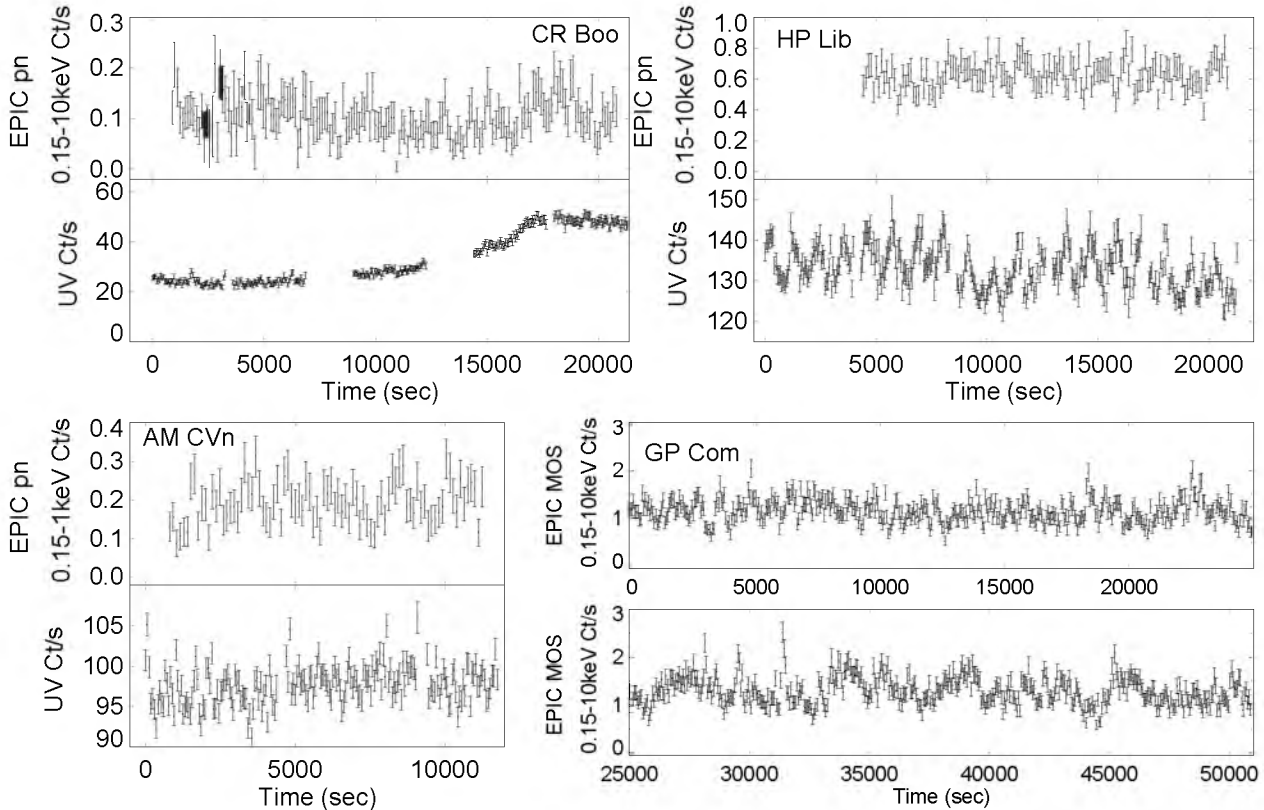 CR Boo
EPIC pn
0.15-10keV Ct/s
0.3
0.2
0.1
0.0
UV Ct/s
60
40
20
0
0 5000 10000 15000 20000
Time (sec)
HP Lib
EPIC pn
0.15-10keV Ct/s
1.0
0.8
0.6
0.4
0.2
0.0
UV Ct/s
150
140
130
120
0 5000 10000 15000 20000
Time (sec)
AM CVn
EPIC pn
0.15-1keV Ct/s
0.4
0.3
0.2
0.1
0.0
UV Ct/s
105
100
95
90
0 5000 10000
Time (sec)
GP Com
EPIC MOS
0.15-10keV Ct/s
3
2
1
0
0 5000 10000 15000 20000
EPIC MOS
0.15-10keV Ct/s
3
2
1
0
25000 30000 35000 40000 45000 50000
Time (sec)